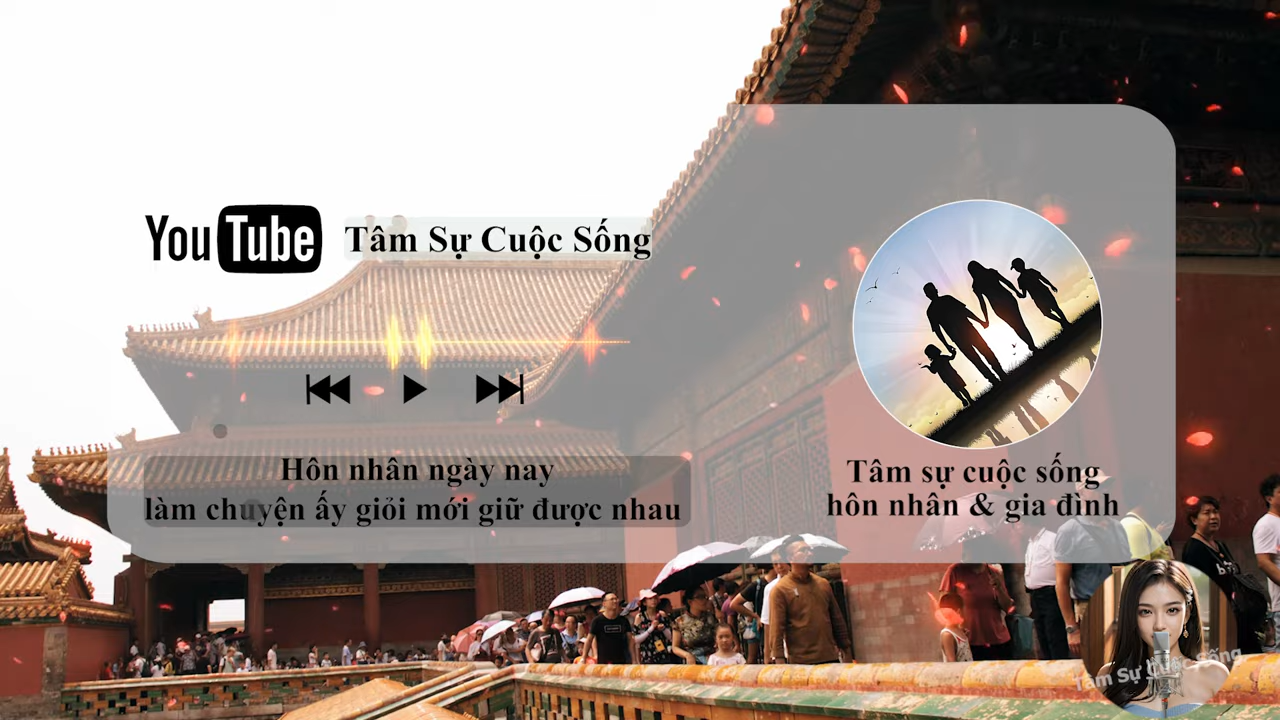 YouTube Tâm Sự Cuộc Sống
Hôn nhân ngày nay
làm chuyện ấy giỏi mới giữ được nhau
Tâm sự cuộc sống
hôn nhân & gia đình
Tâm Sự Cuộc Sống